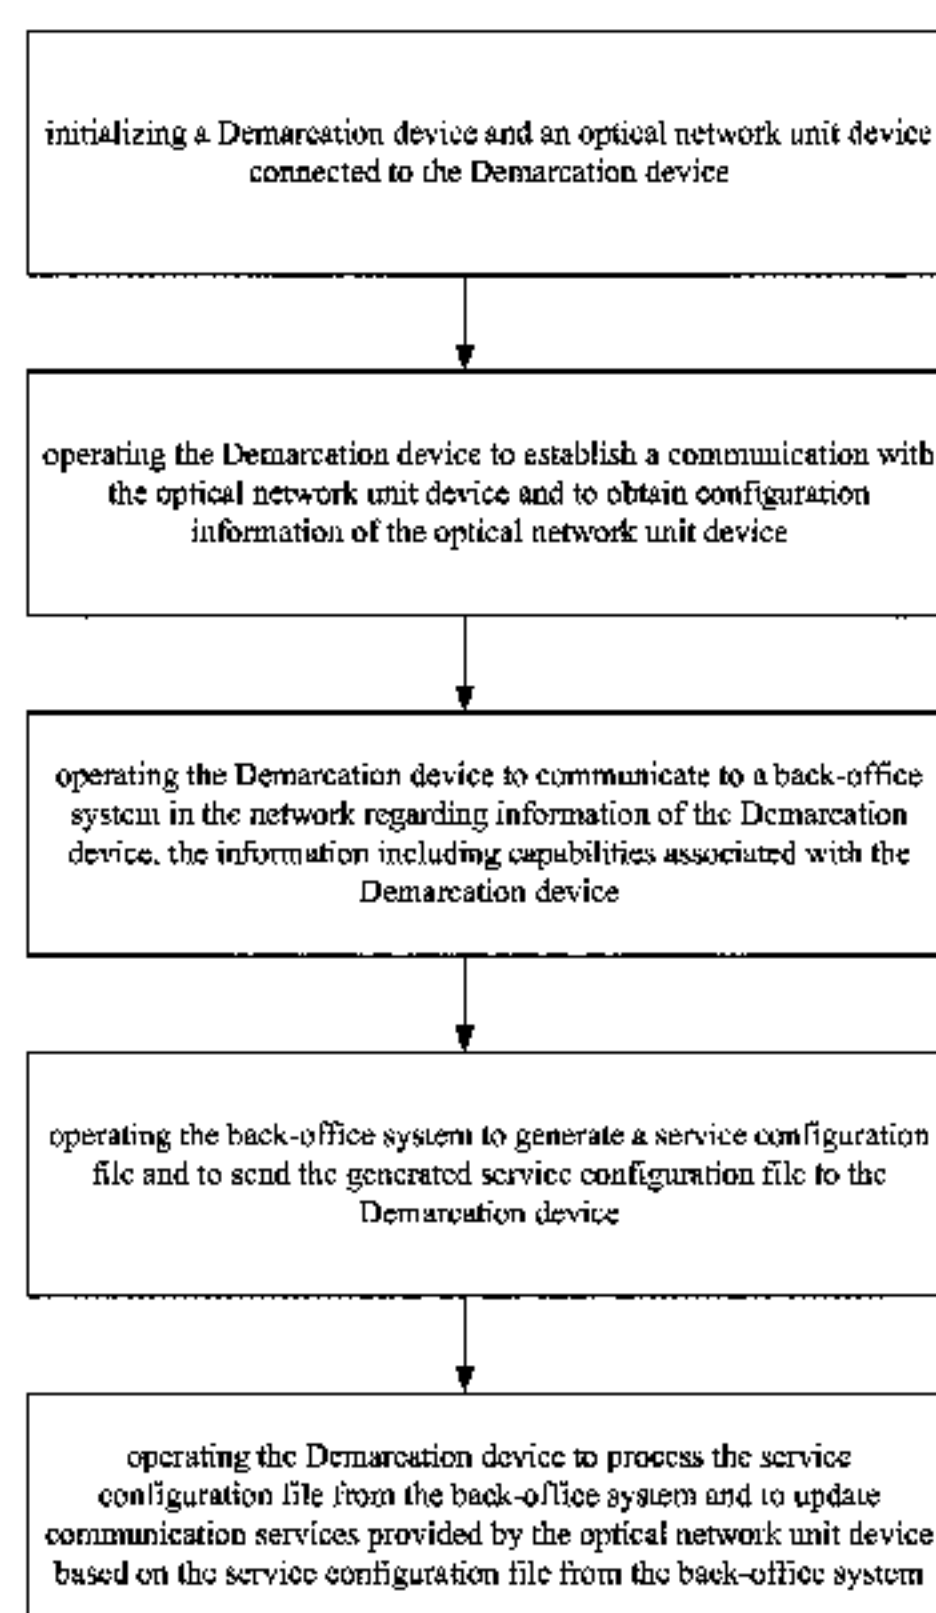 initializing a Demarcation device and an optical network unit device
connected to the Demarcation device
operating the Demarcation device to establish a communication with
the optical network unit device and to obtain configuration
information of the optical network unit device
operating the Demarcation device to communicate to a back-office
system in the network regarding information of the Demarcation
device, the information including capabilities associated with the
Demarcation device
operating the back-office system to generate a service configuration
file and to send the generated service configuration file to the
Demarcation device
operating the Demarcation device to process the service
configuration file from the back-office system and to update
communication services provided by the optical network unit device
based on the service configuration file from the back-office system